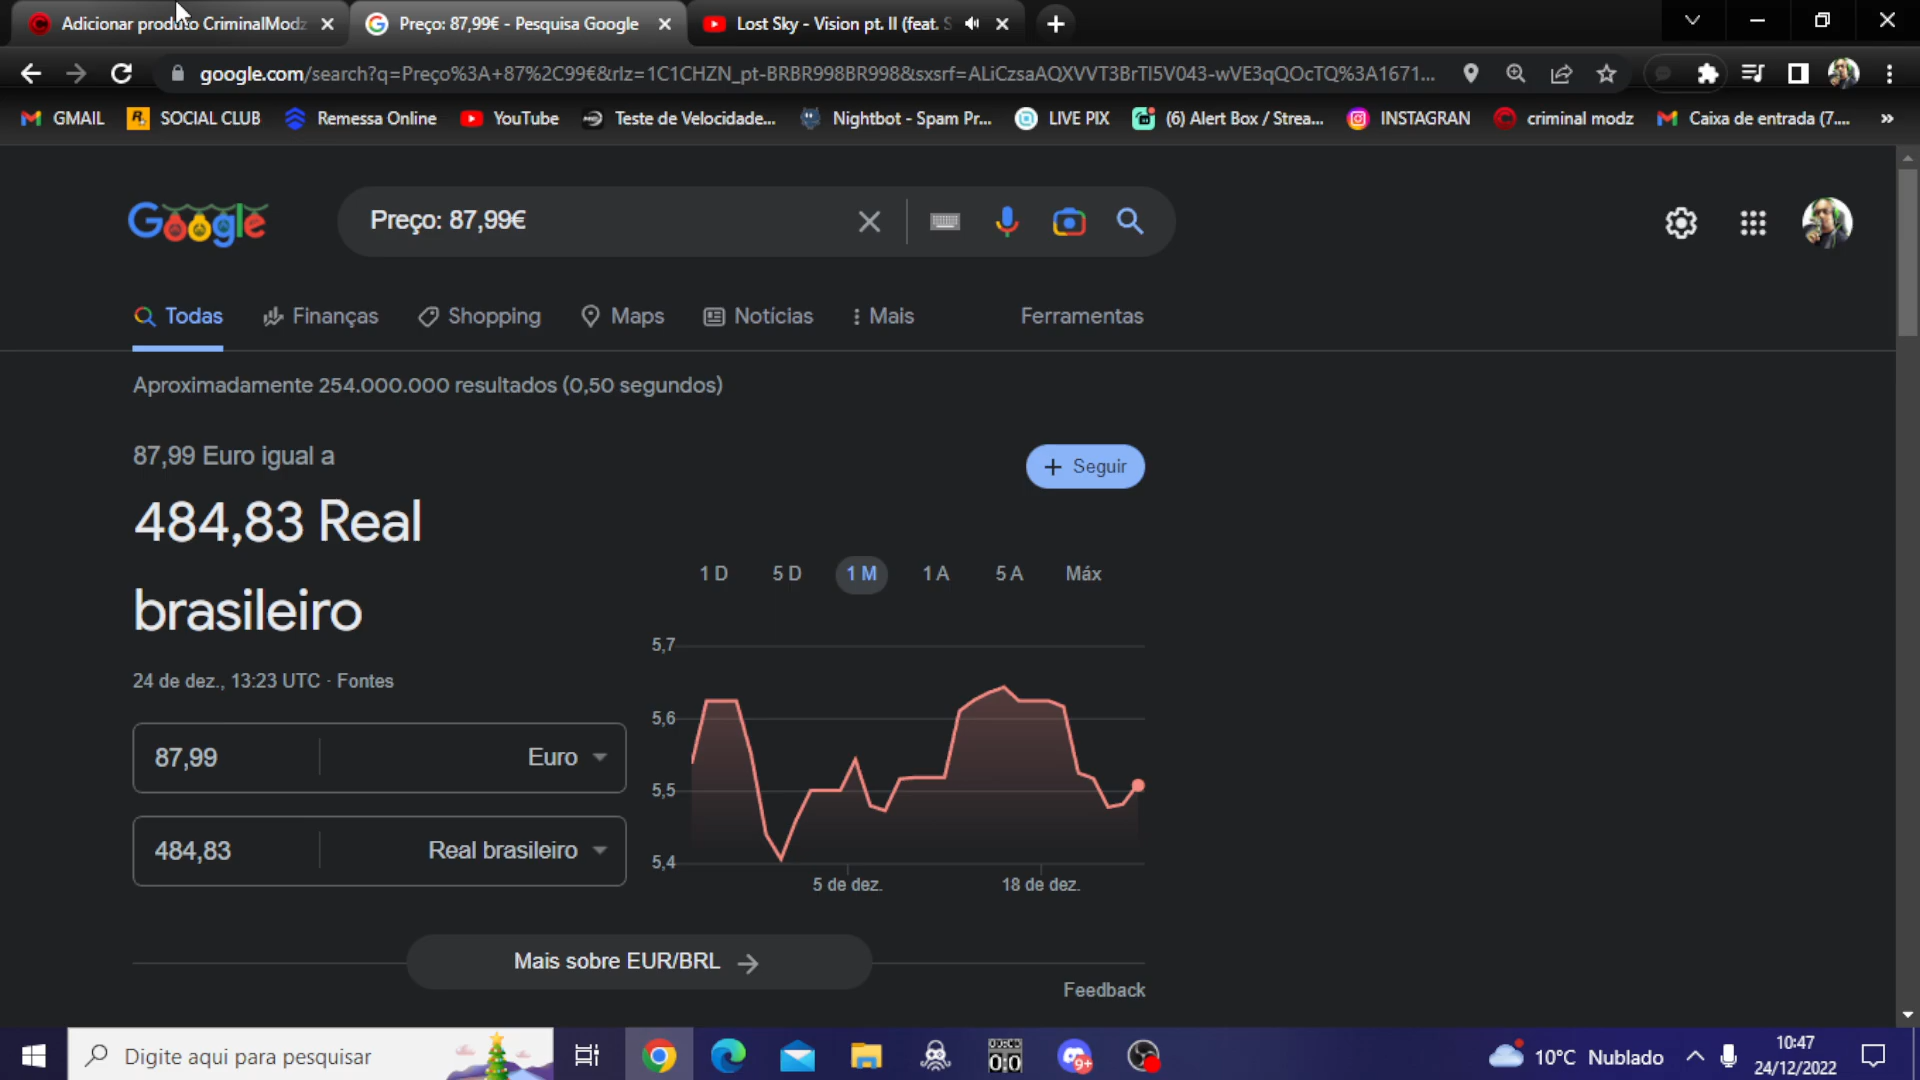 Adicionar produto CriminalModz
Preço: 87,99€ - Pesquisa Google
Lost Sky - Vision pt. II (feat. S
google.com/search?q=Preço%3A+87%2C99€&rlz=1C1CHZN_pt-BRBR998BR998&sxsrf=ALiCzsaAQXVVT3BrTl5V043-wVE3qQOcTQ%3A1671...
GMAIL
SOCIAL CLUB
Remessa Online
YouTube
Teste de Velocidade...
Nightbot - Spam Pr...
LIVE PIX
(6) Alert Box / Strea...
INSTAGRAN
criminal modz
Caixa de entrada (7....
»
Google
Preço: 87,99€
Todas
Finanças
Shopping
Maps
Notícias
Mais
Ferramentas
Aproximadamente 254.000.000 resultados (0,50 segundos)
87,99 Euro igual a
484,83 Real
brasileiro
24 de dez., 13:23 UTC · Fontes
+ Seguir
87,99 Euro
484,83 Real brasileiro
1 D 5 D 1 M 1 A 5 A Máx
5,7
5,6
5,5
5,4
5 de dez. 18 de dez.
Mais sobre EUR/BRL
Feedback
Digite aqui para pesquisar
0:0
9+
10°C Nublado
10:47
24/12/2022